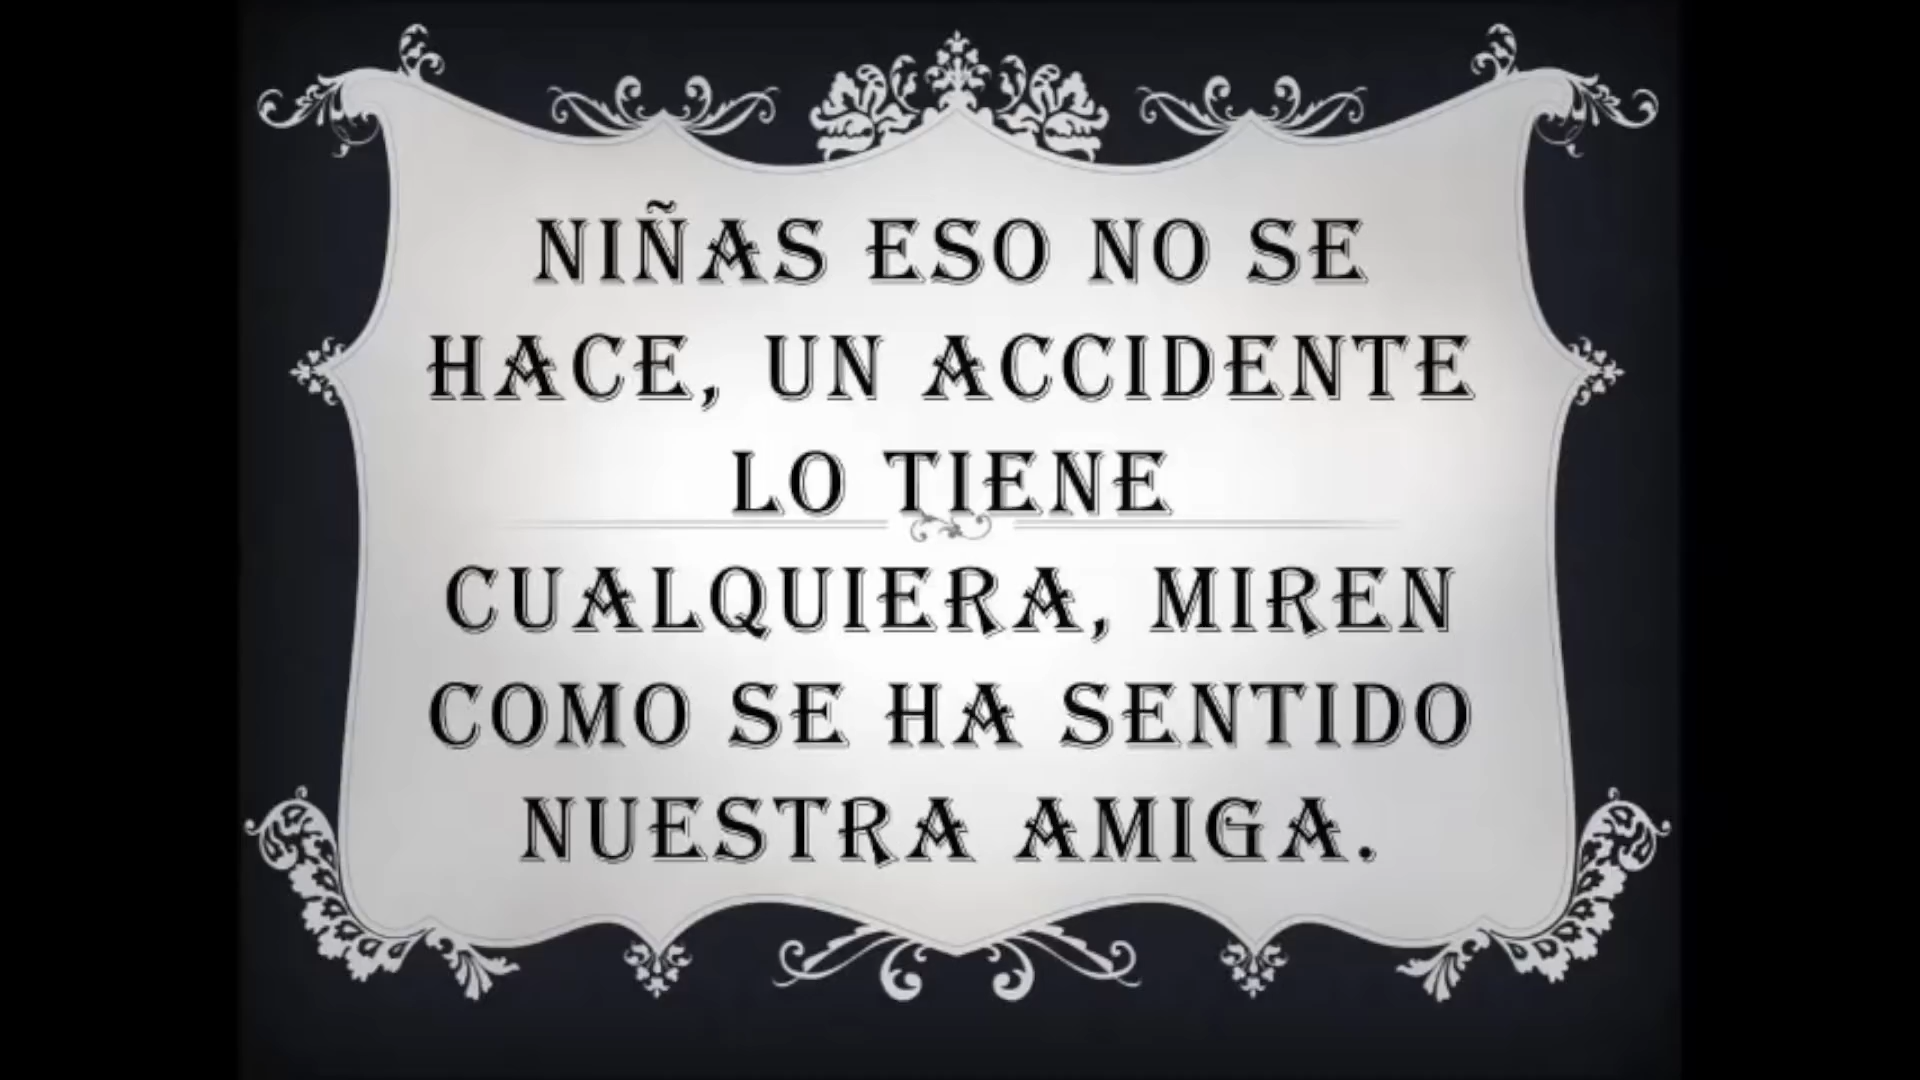 NIÑAS ESO NO SE
HACE, UN ACCIDENTE
LO TIENE
CUALQUIERA, MIREN
COMO SE HA SENTIDO
NUESTRA AMIGA.